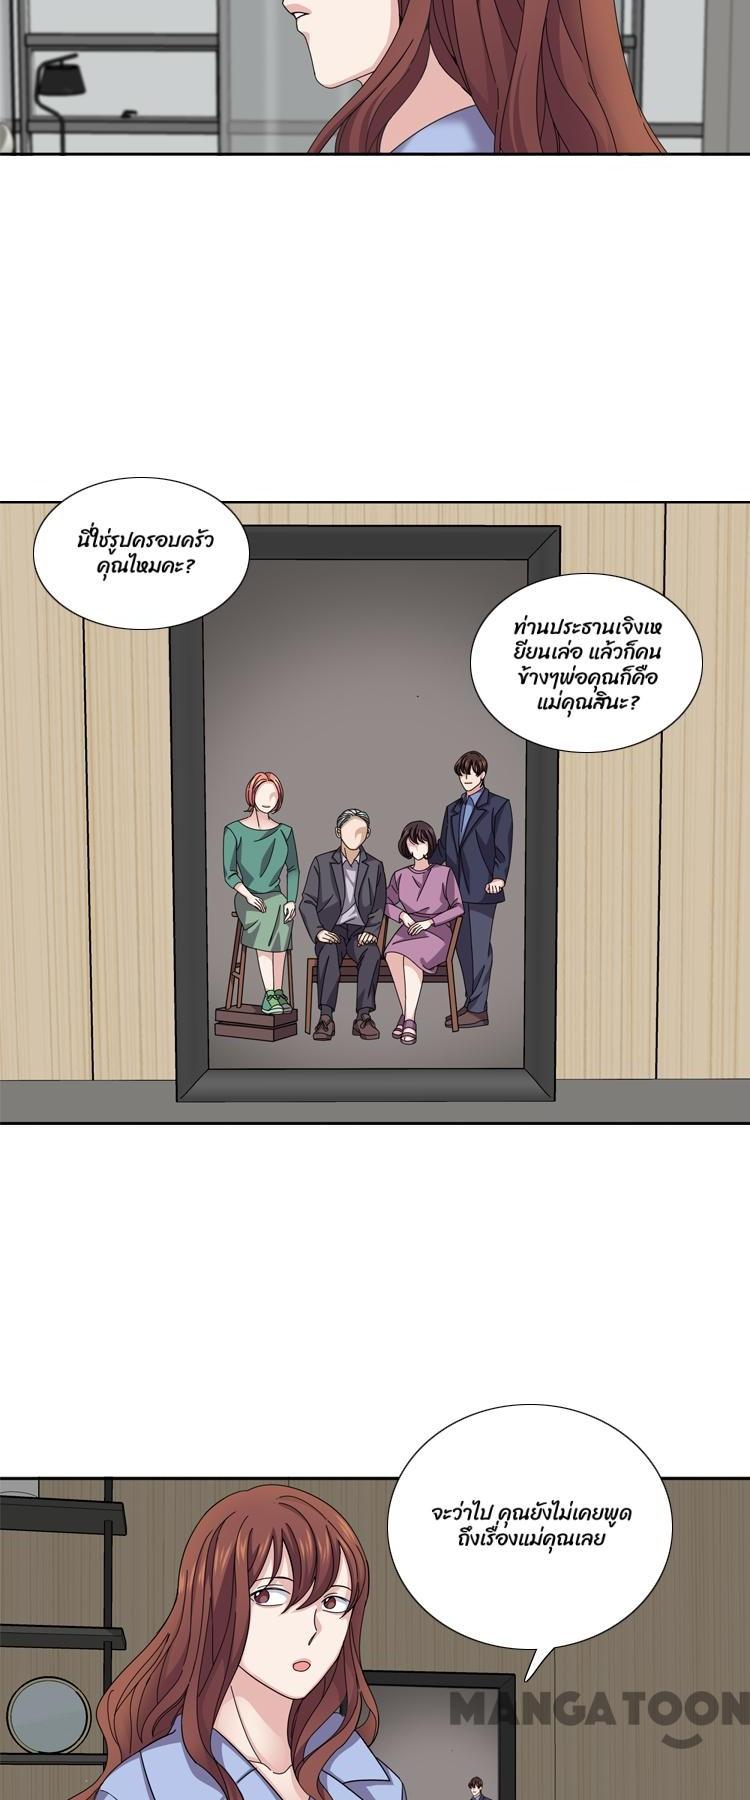 นี่ใช่รูปครอบครัว
คุณไหมคะ?
ท่านประธานเจิงเห
ยียนเล่อ แล้วก็คน
ข้างๆพ่อคุณก็คือ
แม่คุณสินะ?
จะว่าไป คุณยังไม่เคยพูด
ถึงเรื่องแม่คุณเลย
MANGATOON